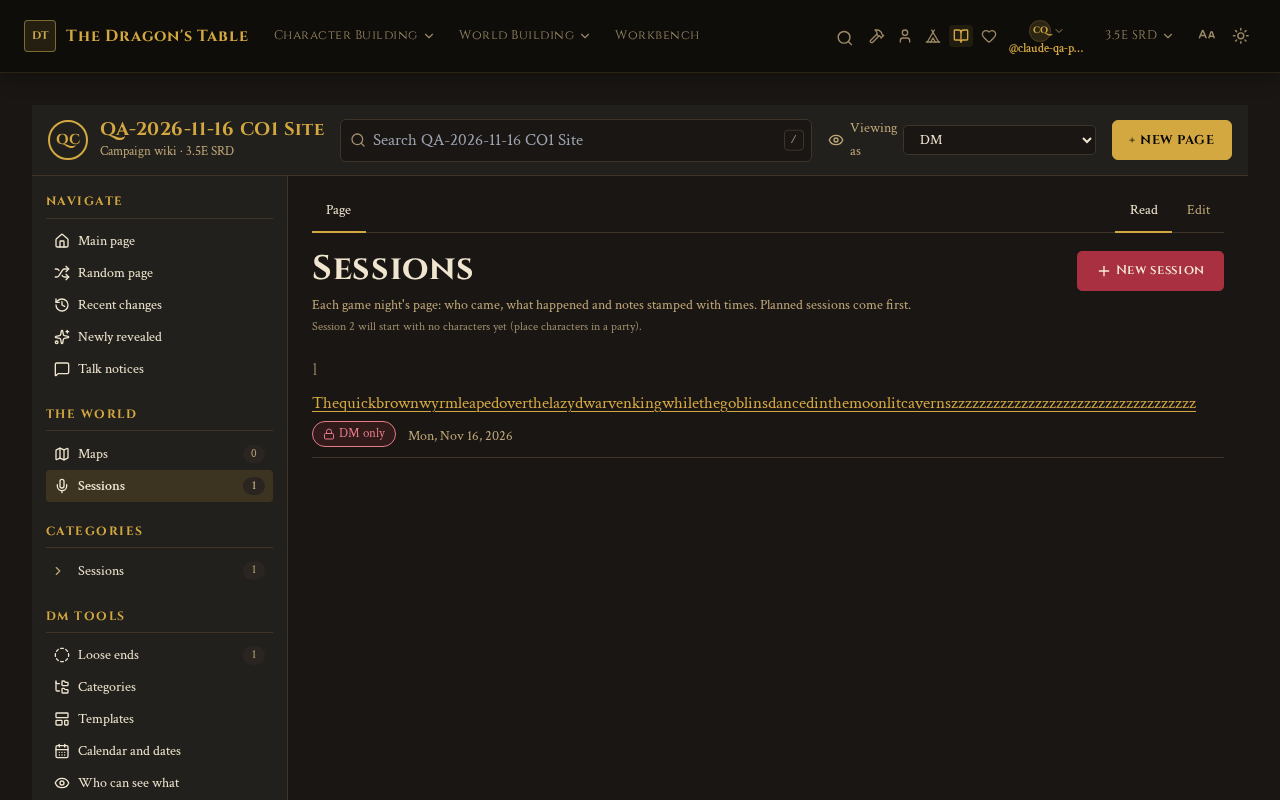 DT The Dragon's Table Character Building World Building Workbench CQ 3.5E SRD AA
@claude-qa-p...
QC QA-2026-11-16 CO1 Site
Campaign wiki · 3.5E SRD
Search QA-2026-11-16 CO1 Site /
Viewing as DM
+ NEW PAGE
NAVIGATE
Main page
Random page
Recent changes
Newly revealed
Talk notices
THE WORLD
Maps 0
Sessions 1
CATEGORIES
Sessions 1
DM TOOLS
Loose ends 1
Categories
Templates
Calendar and dates
Who can see what
Page Read Edit
Sessions
+ New session
Each game night's page: who came, what happened and notes stamped with times. Planned sessions come first.
Session 2 will start with no characters yet (place characters in a party).
1
Thequickbrownwyrmleapedoverthelazydwarvenkingwhilethegoblinsdancedinthemoonlitcavernszzzzzzzzzzzzzzzzzzzzzzzzzzzzzzzzzzz
DM only Mon, Nov 16, 2026